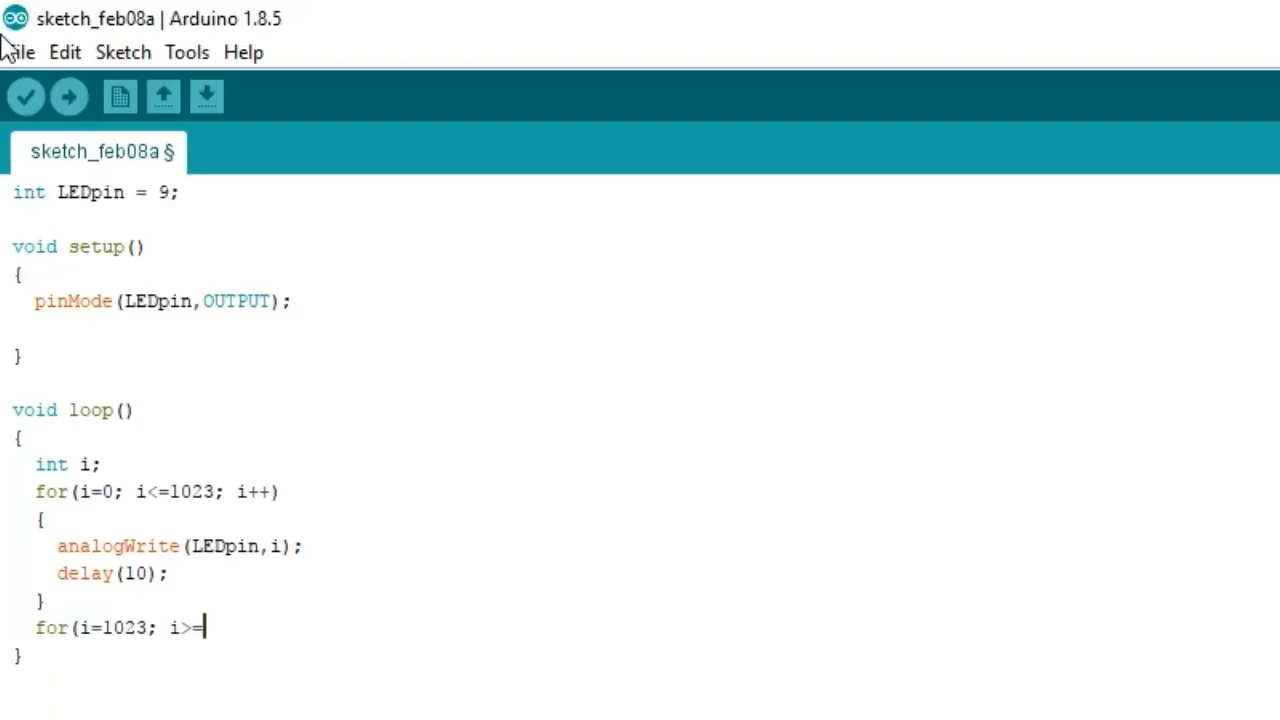 sketch_feb08a | Arduino 1.8.5
File Edit Sketch Tools Help
sketch_feb08a §
int LEDpin = 9;
void setup()
{
pinMode(LEDpin,OUTPUT);
}
void loop()
{
int i;
for(i=0; i<=1023; i++)
{
analogWrite(LEDpin,i);
delay(10);
}
for(i=1023; i>=
}